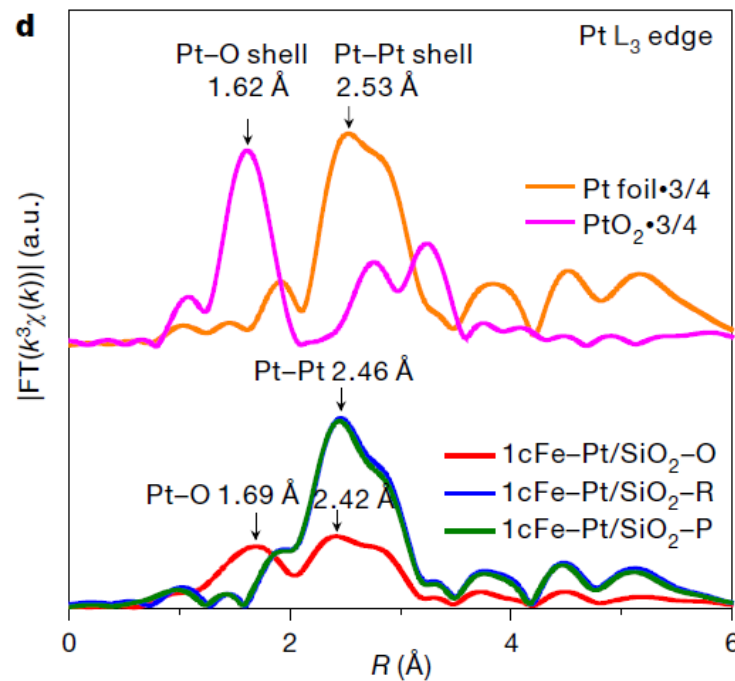 d
Pt L₃ edge
Pt–O shell
1.62 Å
Pt–Pt shell
2.53 Å
Pt foil•3/4
PtO₂•3/4
|FT(k³χ(k))| (a.u.)
Pt–Pt 2.46 Å
Pt–O 1.69 Å
2.42 Å
1cFe–Pt/SiO₂–O
1cFe–Pt/SiO₂–R
1cFe–Pt/SiO₂–P
0 2 4 6
R (Å)